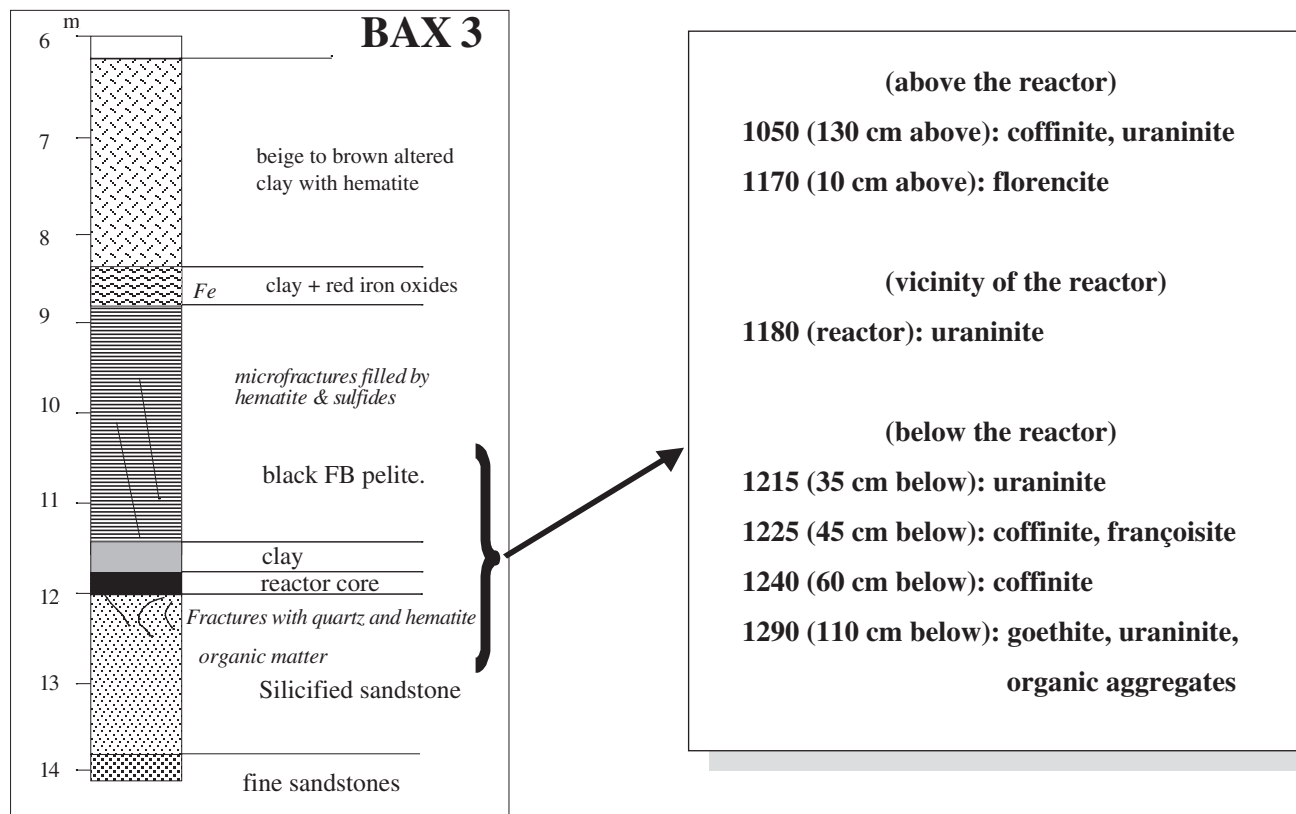 m
BAX 3
6
7
beige to brown altered
clay with hematite
8
Fe
clay + red iron oxides
9
microfractures filled by
hematite & sulfides
10
black FB pelite.
11
clay
reactor core
12
Fractures with quartz and hematite
organic matter
13
Silicified sandstone
14
fine sandstones
(above the reactor)
1050 (130 cm above): coffinite, uraninite
1170 (10 cm above): florencite
(vicinity of the reactor)
1180 (reactor): uraninite
(below the reactor)
1215 (35 cm below): uraninite
1225 (45 cm below): coffinite, françoisite
1240 (60 cm below): coffinite
1290 (110 cm below): goethite, uraninite,
organic aggregates